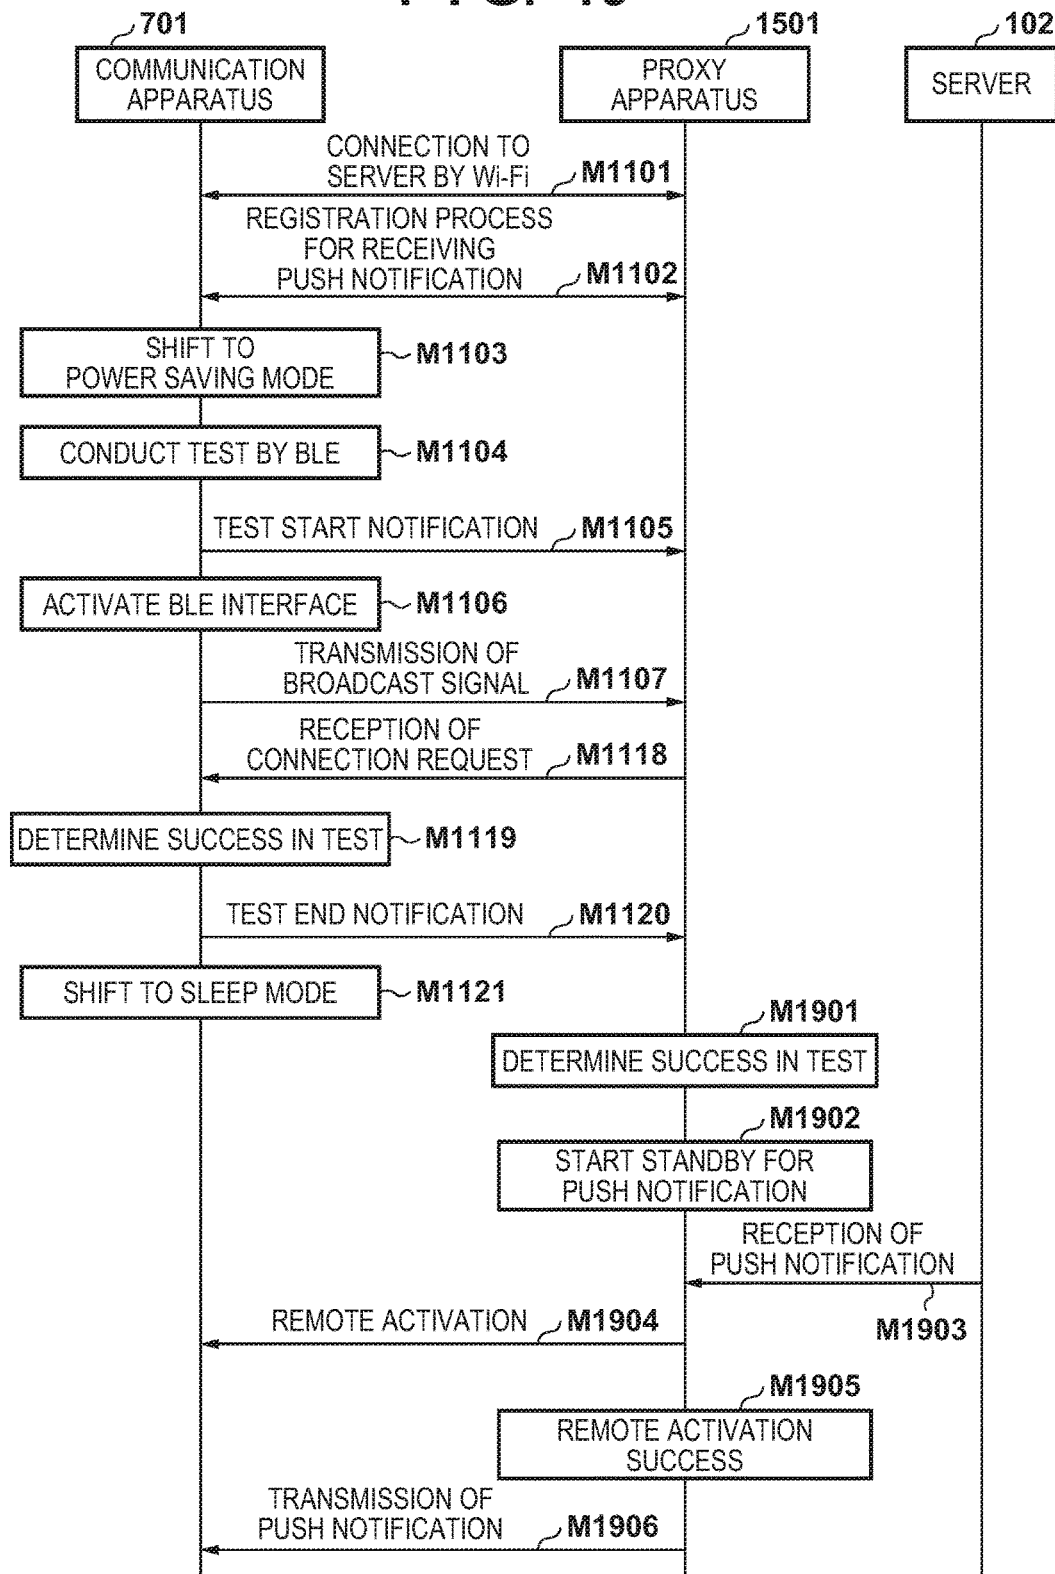 701
1501
102
COMMUNICATION
APPARATUS
PROXY
APPARATUS
SERVER
CONNECTION TO
SERVER BY Wi-Fi
M1101
REGISTRATION PROCESS
FOR RECEIVING
PUSH NOTIFICATION
M1102
SHIFT TO
POWER SAVING MODE
M1103
CONDUCT TEST BY BLE
M1104
TEST START NOTIFICATION
M1105
ACTIVATE BLE INTERFACE
M1106
TRANSMISSION OF
BROADCAST SIGNAL
M1107
RECEPTION OF
CONNECTION REQUEST
M1118
DETERMINE SUCCESS IN TEST
M1119
TEST END NOTIFICATION
M1120
SHIFT TO SLEEP MODE
M1121
M1901
DETERMINE SUCCESS IN TEST
M1902
START STANDBY FOR
PUSH NOTIFICATION
RECEPTION OF
PUSH NOTIFICATION
M1903
REMOTE ACTIVATION
M1904
M1905
REMOTE ACTIVATION
SUCCESS
TRANSMISSION OF
PUSH NOTIFICATION
M1906